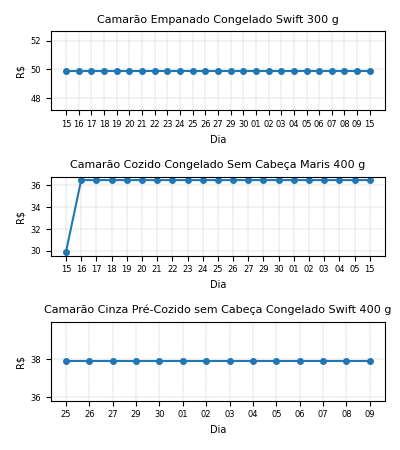 Camarão Empanado Congelado Swift 300 g
52
50
48
R$
15 16 17 18 19 20 21 22 23 24 25 26 27 29 30 01 02 03 04 05 06 07 08 09 15
Dia
Camarão Cozido Congelado Sem Cabeça Maris 400 g
36
34
32
30
R$
15 16 17 18 19 20 21 22 23 24 25 26 27 29 30 01 02 03 04 05 15
Dia
Camarão Cinza Pré-Cozido sem Cabeça Congelado Swift 400 g
38
36
R$
25 26 27 29 30 01 02 03 04 05 06 07 08 09
Dia